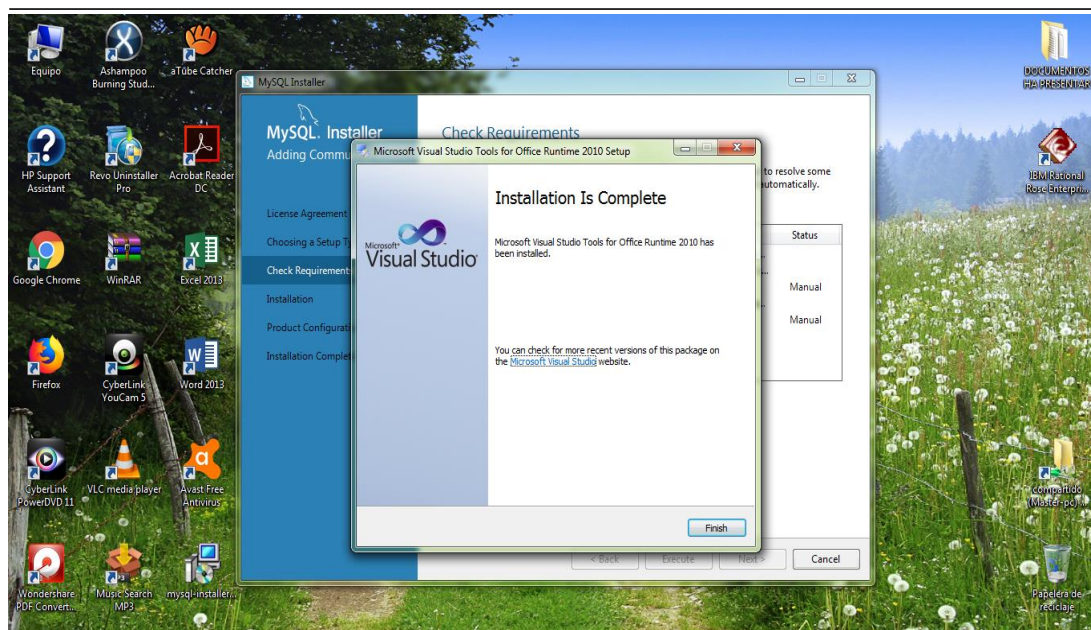 Equipo
Ashampoo
Burning Stud...
aTube Catcher
HP Support
Assistant
Revo Uninstaller
Pro
Acrobat Reader
DC
Google Chrome
WinRAR
Excel 2013
Firefox
CyberLink
YouCam 5
Word 2013
CyberLink
PowerDVD 11
VLC media player
Avast Free
Antivirus
Wondershare
PDF Convert...
Music Search
MP3
mysql-installer...
MySQL Installer
MySQL. Installer
Adding Commu
License Agreement
Choosing a Setup T
Check Requirement
Installation
Product Configurati
Installation Complet
Check Requirements
to resolve some
automatically.
Status
Manual
Manual
< Back
Execute
Next >
Cancel
Microsoft Visual Studio Tools for Office Runtime 2010 Setup
Microsoft
Visual Studio
Installation Is Complete
Microsoft Visual Studio Tools for Office Runtime 2010 has
been installed.
You can check for more recent versions of this package on
the Microsoft Visual Studio website.
Finish
DOCUMENTOS
HA PRESENTAR
IBM Rational
Rose Enterpri...
compartido
(Master-pc)...
Papelera de
reciclaje